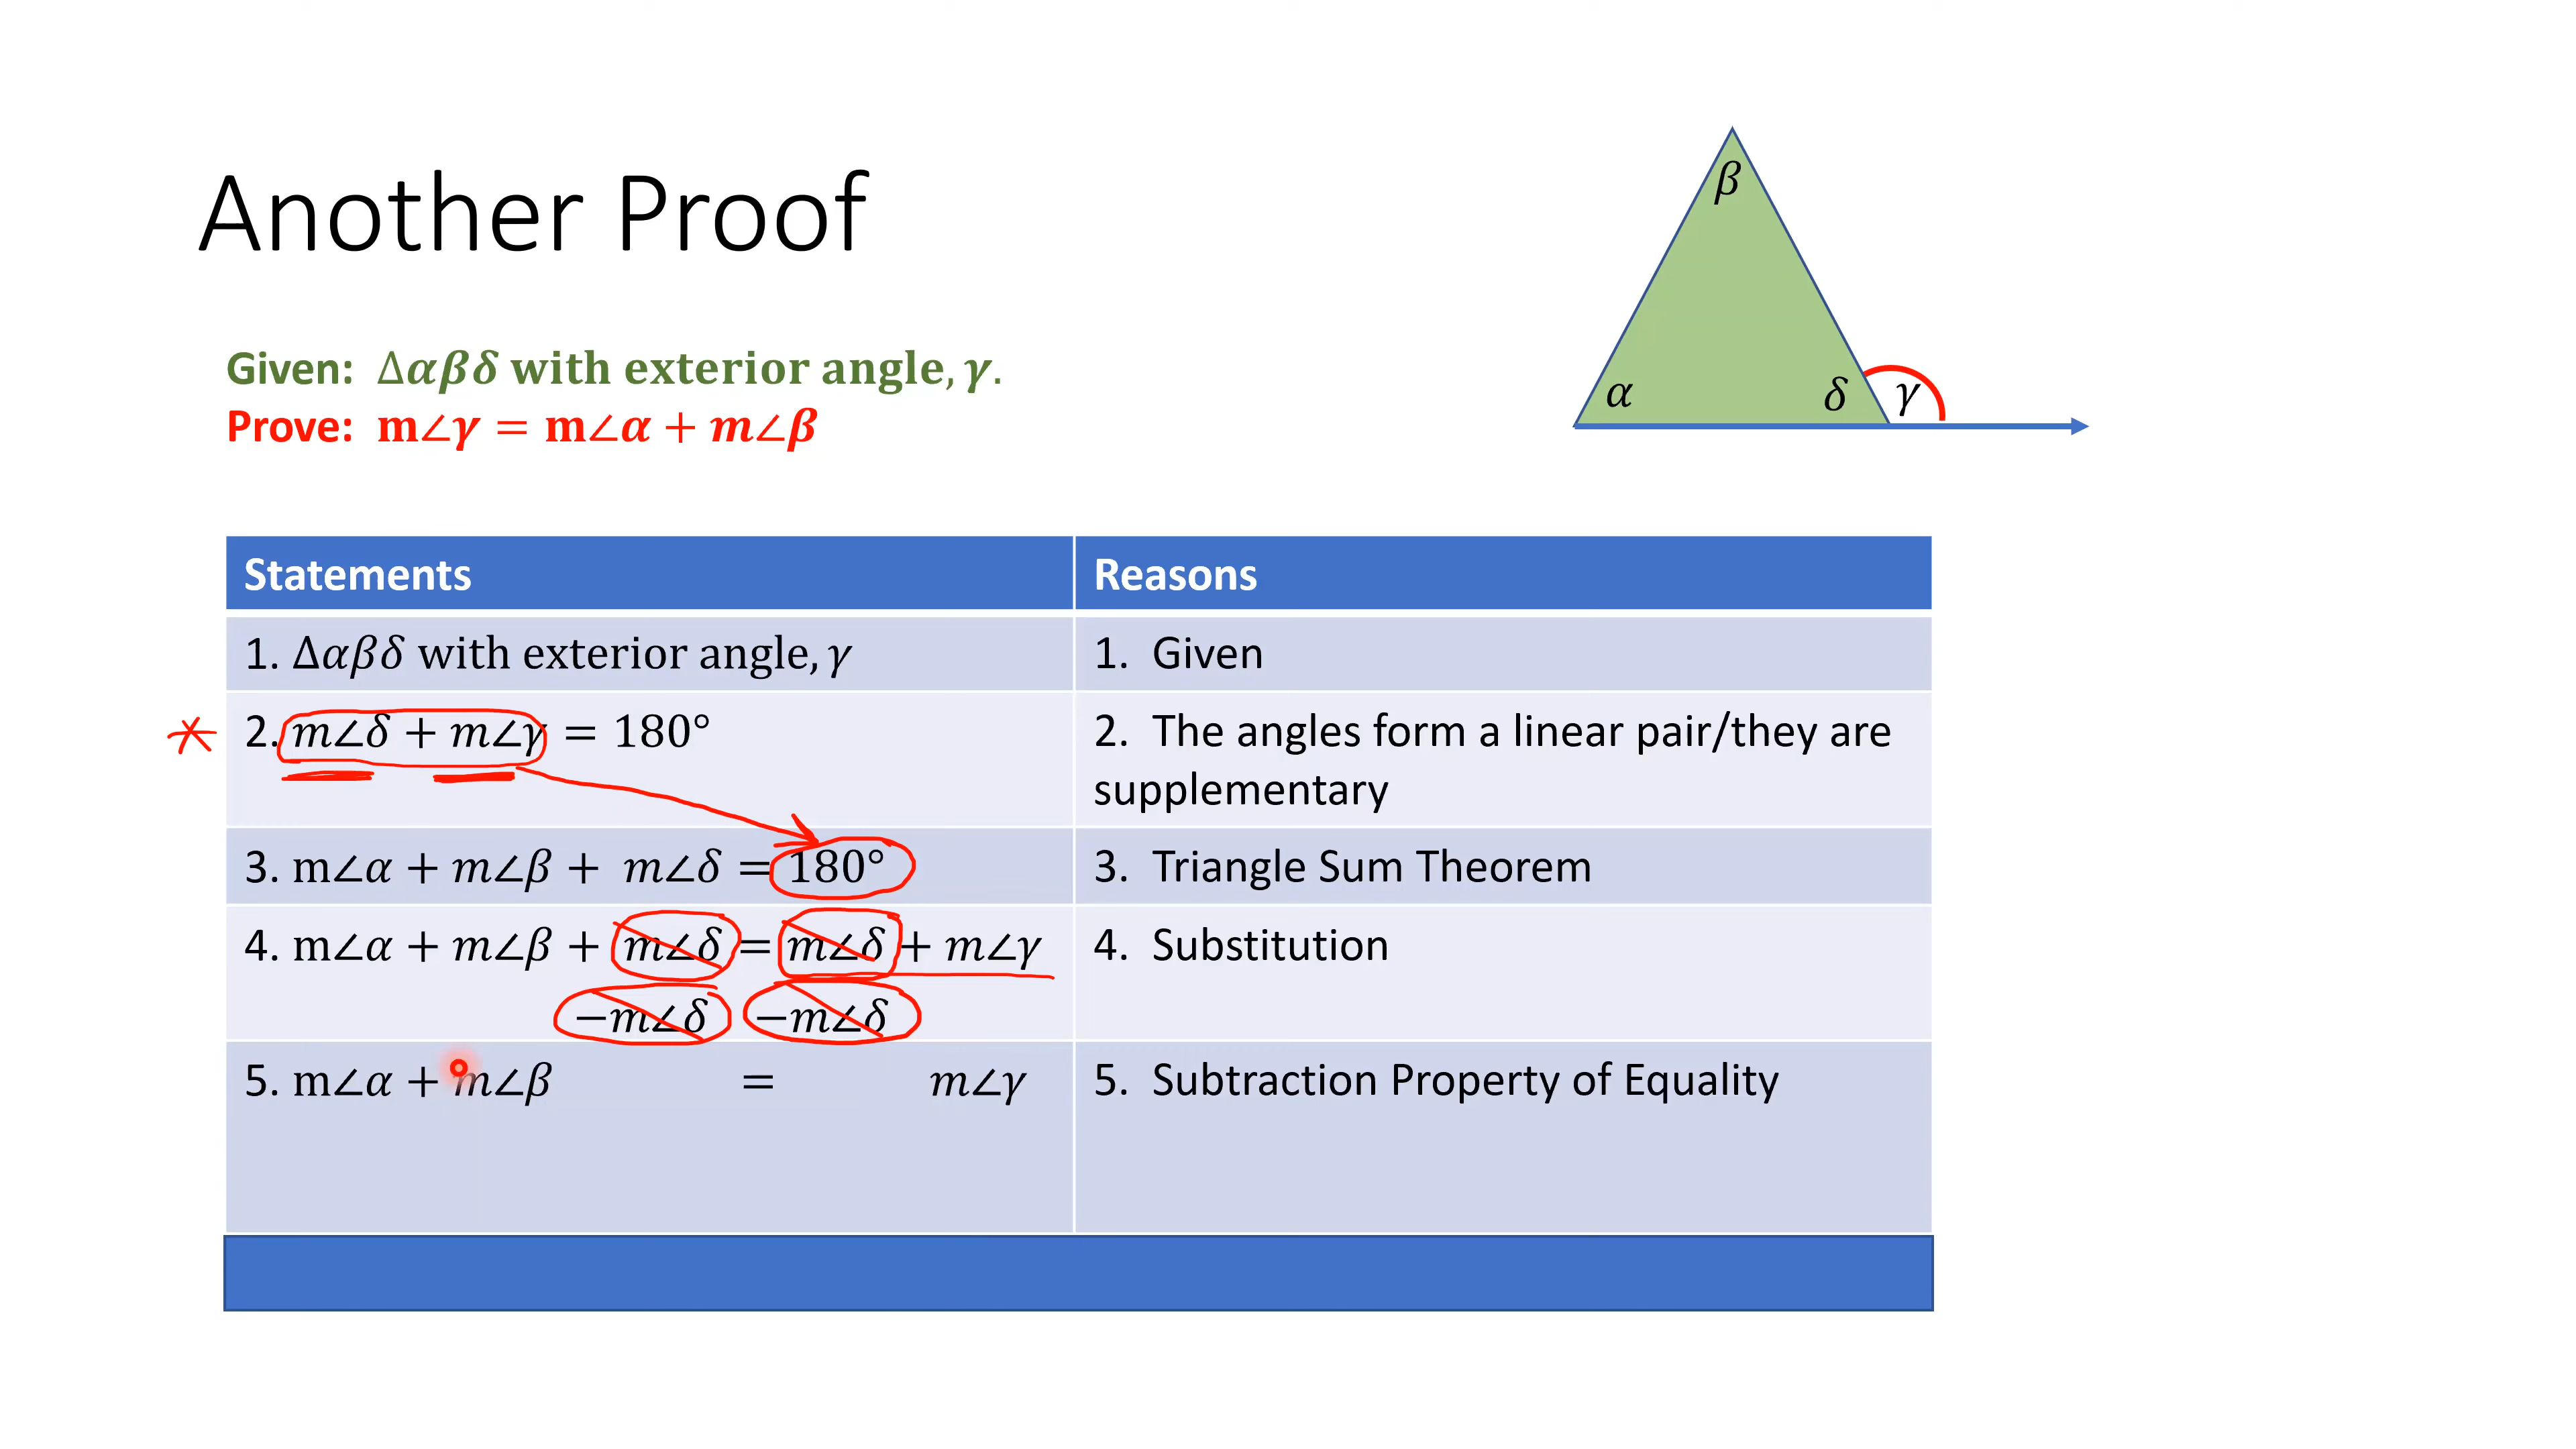 Another Proof
β
α
δ
γ
Given: Δαβδ with exterior angle, γ.
Prove: m∠γ = m∠α + m∠β
Statements
Reasons
1. Δαβδ with exterior angle, γ
1. Given
2. m∠δ + m∠γ = 180°
2. The angles form a linear pair/they are
supplementary
3. m∠α + m∠β + m∠δ = 180°
3. Triangle Sum Theorem
4. m∠α + m∠β + m∠δ = m∠δ + m∠γ
−m∠δ −m∠δ
4. Substitution
5. m∠α + m∠β = m∠γ
5. Subtraction Property of Equality